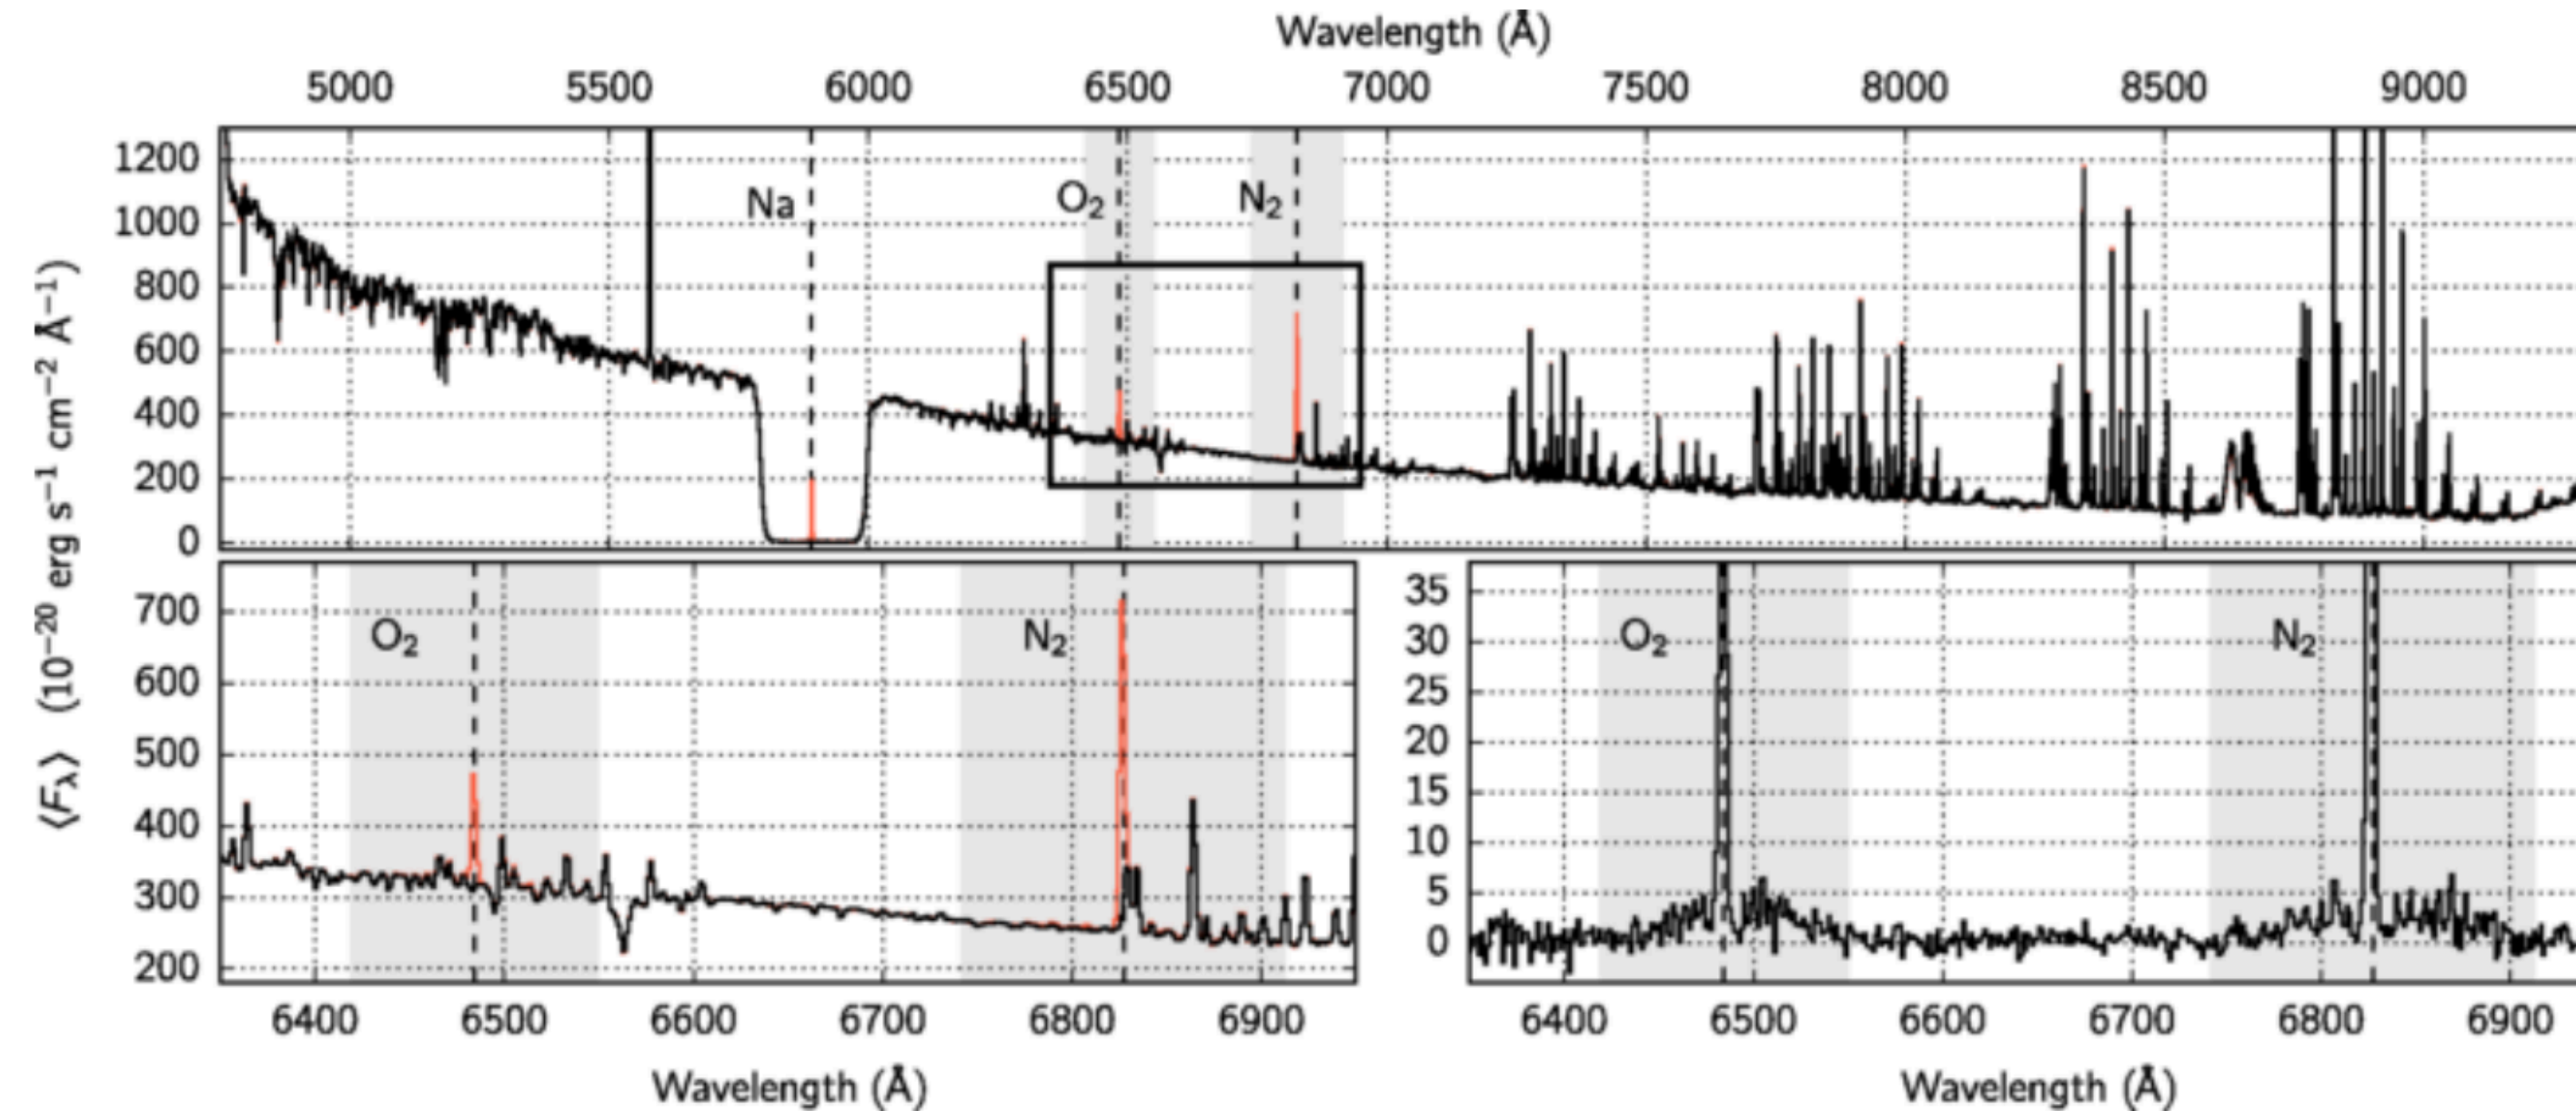 Wavelength (Å)
5000 5500 6000 6500 7000 7500 8000 8500 9000
1200
1000
800
600
400
200
0
Na
O₂
N₂
⟨Fλ⟩ (10⁻²⁰ erg s⁻¹ cm⁻² Å⁻¹)
700
600
500
400
300
200
O₂
N₂
6400 6500 6600 6700 6800 6900
Wavelength (Å)
35
30
25
20
15
10
5
0
O₂
N₂
6400 6500 6600 6700 6800 6900
Wavelength (Å)